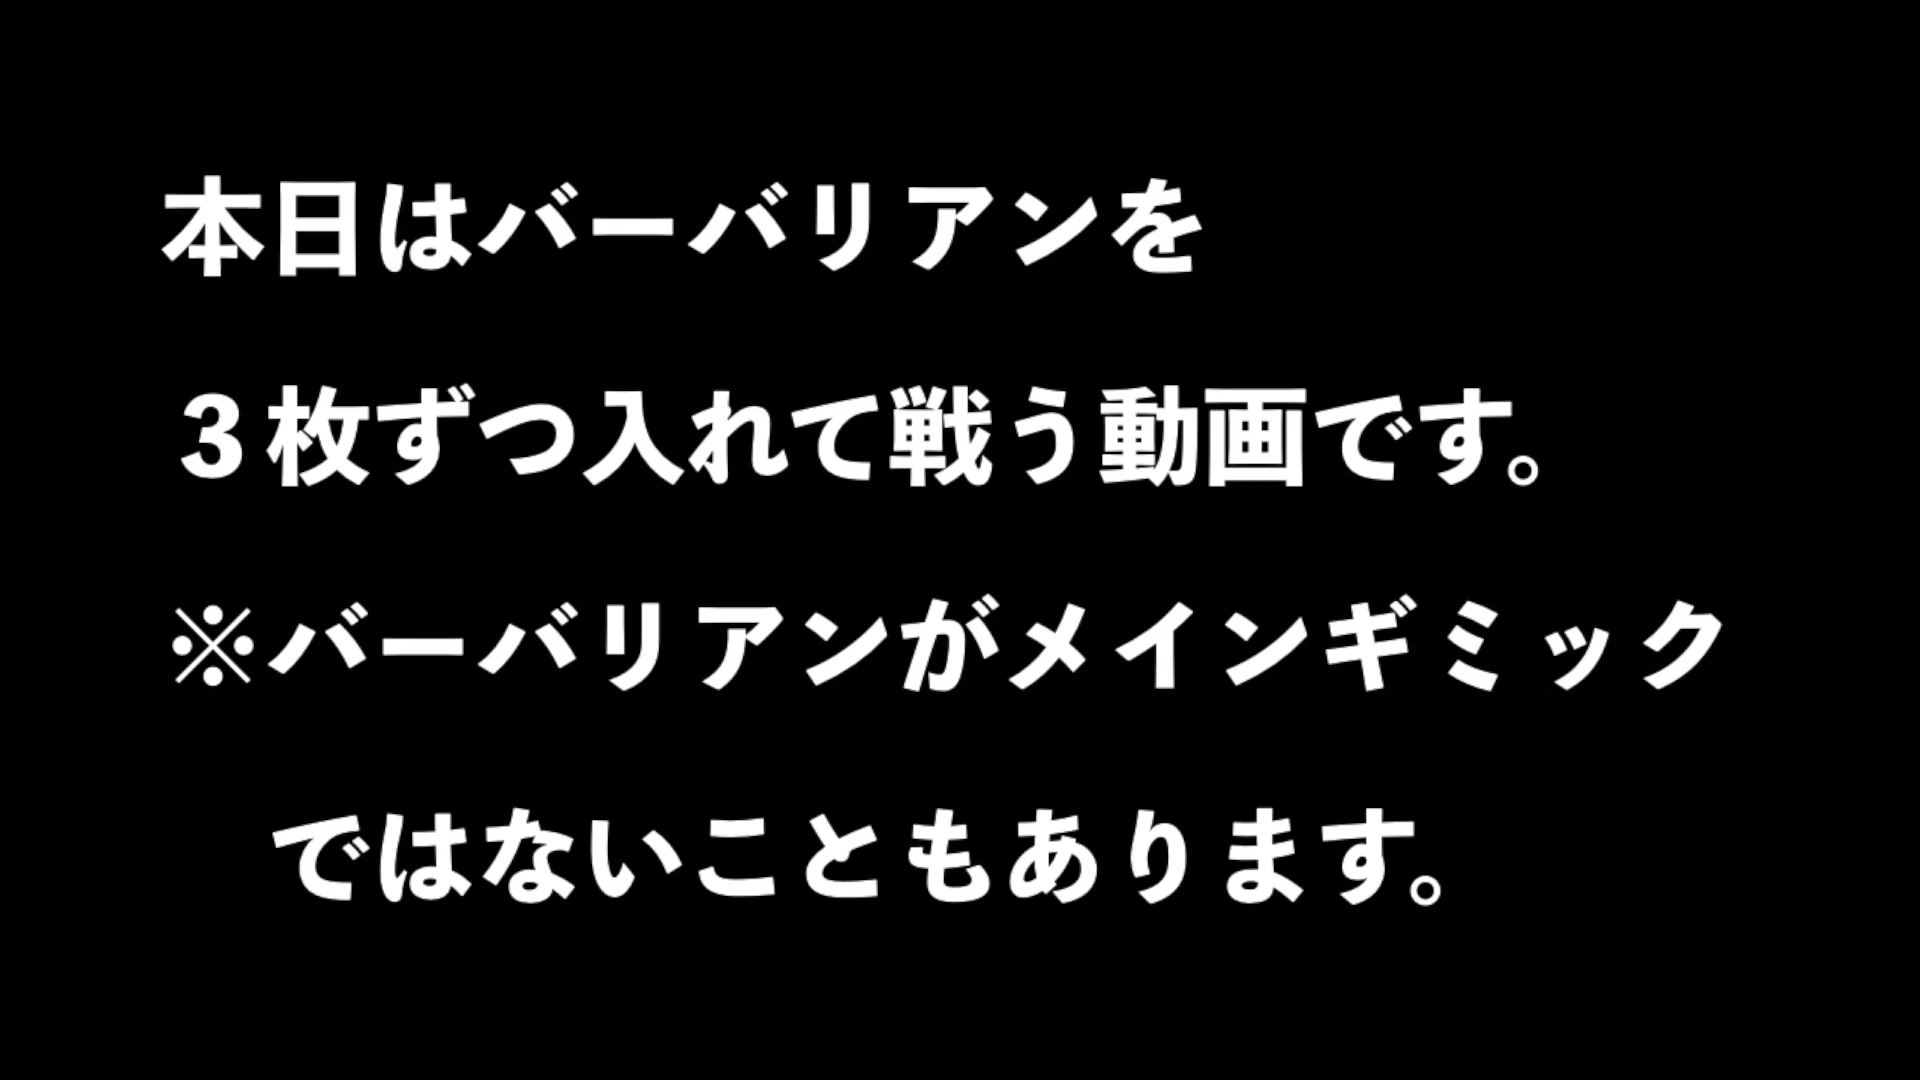 本日はバーバリアンを
３枚ずつ入れて戦う動画です。
※バーバリアンがメインギミック
ではないこともあります。